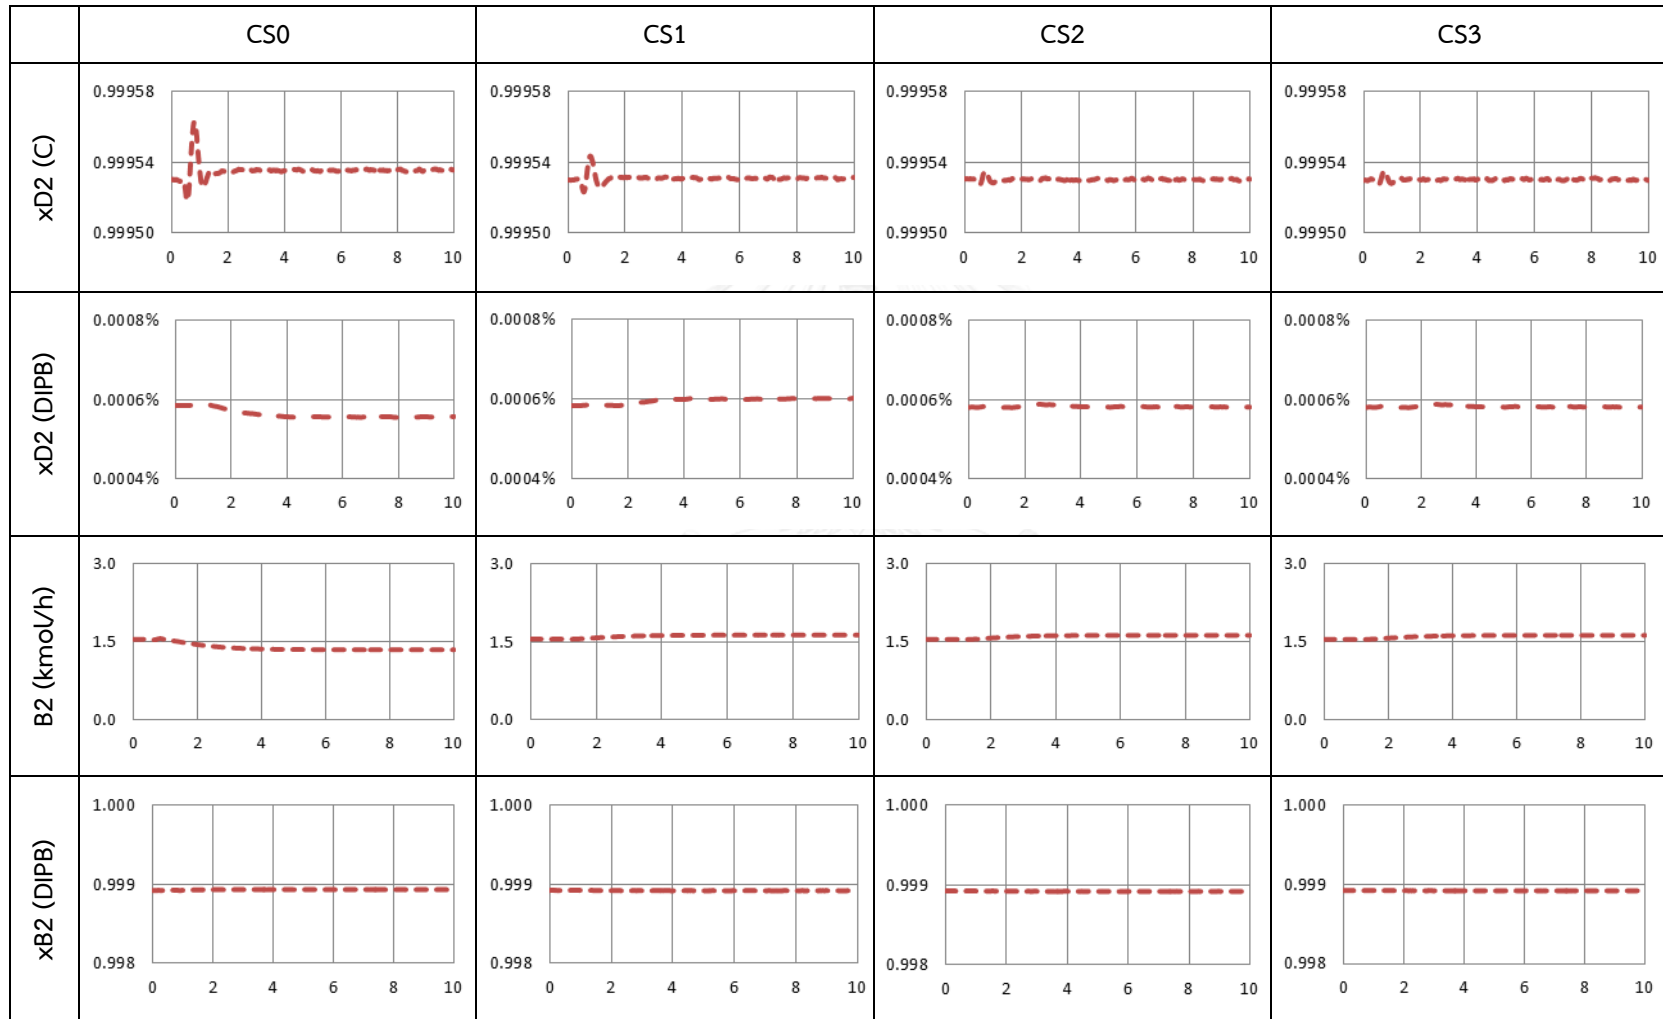 CS0 CS1 CS2 CS3
xD2 (C)
0.99958 0.99958 0.99958 0.99958
0.99954 0.99954 0.99954 0.99954
0.99950 0.99950 0.99950 0.99950
0 2 4 6 8 10 0 2 4 6 8 10 0 2 4 6 8 10 0 2 4 6 8 10
xD2 (DIPB)
0.0008% 0.0008% 0.0008% 0.0008%
0.0006% 0.0006% 0.0006% 0.0006%
0.0004% 0.0004% 0.0004% 0.0004%
0 2 4 6 8 10 0 2 4 6 8 10 0 2 4 6 8 10 0 2 4 6 8 10
B2 (kmol/h)
3.0 3.0 3.0 3.0
1.5 1.5 1.5 1.5
0.0 0.0 0.0 0.0
0 2 4 6 8 10 0 2 4 6 8 10 0 2 4 6 8 10 0 2 4 6 8 10
xB2 (DIPB)
1.000 1.000 1.000 1.000
0.999 0.999 0.999 0.999
0.998 0.998 0.998 0.998
0 2 4 6 8 10 0 2 4 6 8 10 0 2 4 6 8 10 0 2 4 6 8 10